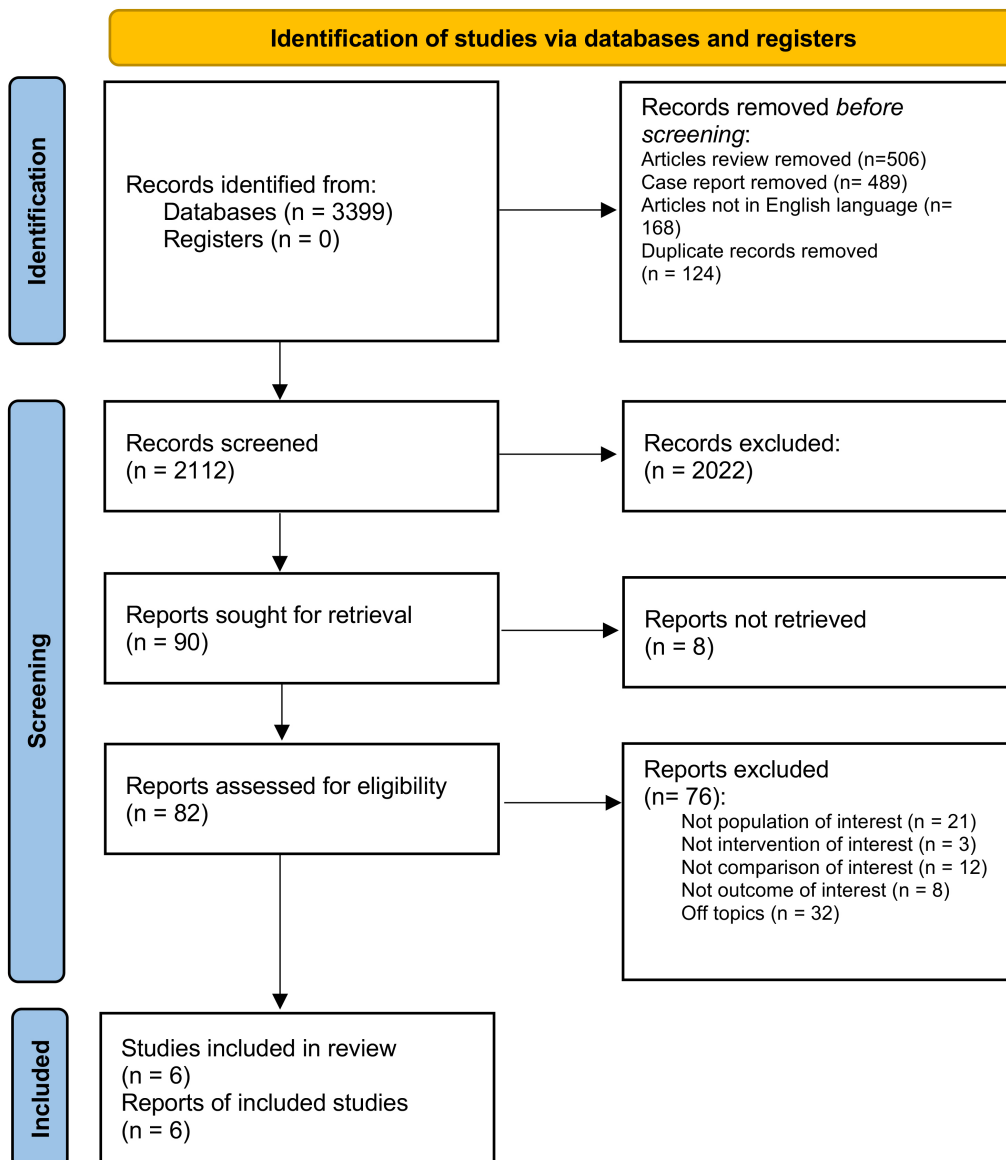 Identification of studies via databases and registers
Identification
Records identified from:
Databases (n = 3399)
Registers (n = 0)
Records removed before
screening:
Articles review removed (n=506)
Case report removed (n= 489)
Articles not in English language (n=
168)
Duplicate records removed
(n = 124)
Screening
Records screened
(n = 2112)
Records excluded:
(n = 2022)
Reports sought for retrieval
(n = 90)
Reports not retrieved
(n = 8)
Reports assessed for eligibility
(n = 82)
Reports excluded
(n= 76):
Not population of interest (n = 21)
Not intervention of interest (n = 3)
Not comparison of interest (n = 12)
Not outcome of interest (n = 8)
Off topics (n = 32)
Included
Studies included in review
(n = 6)
Reports of included studies
(n = 6)